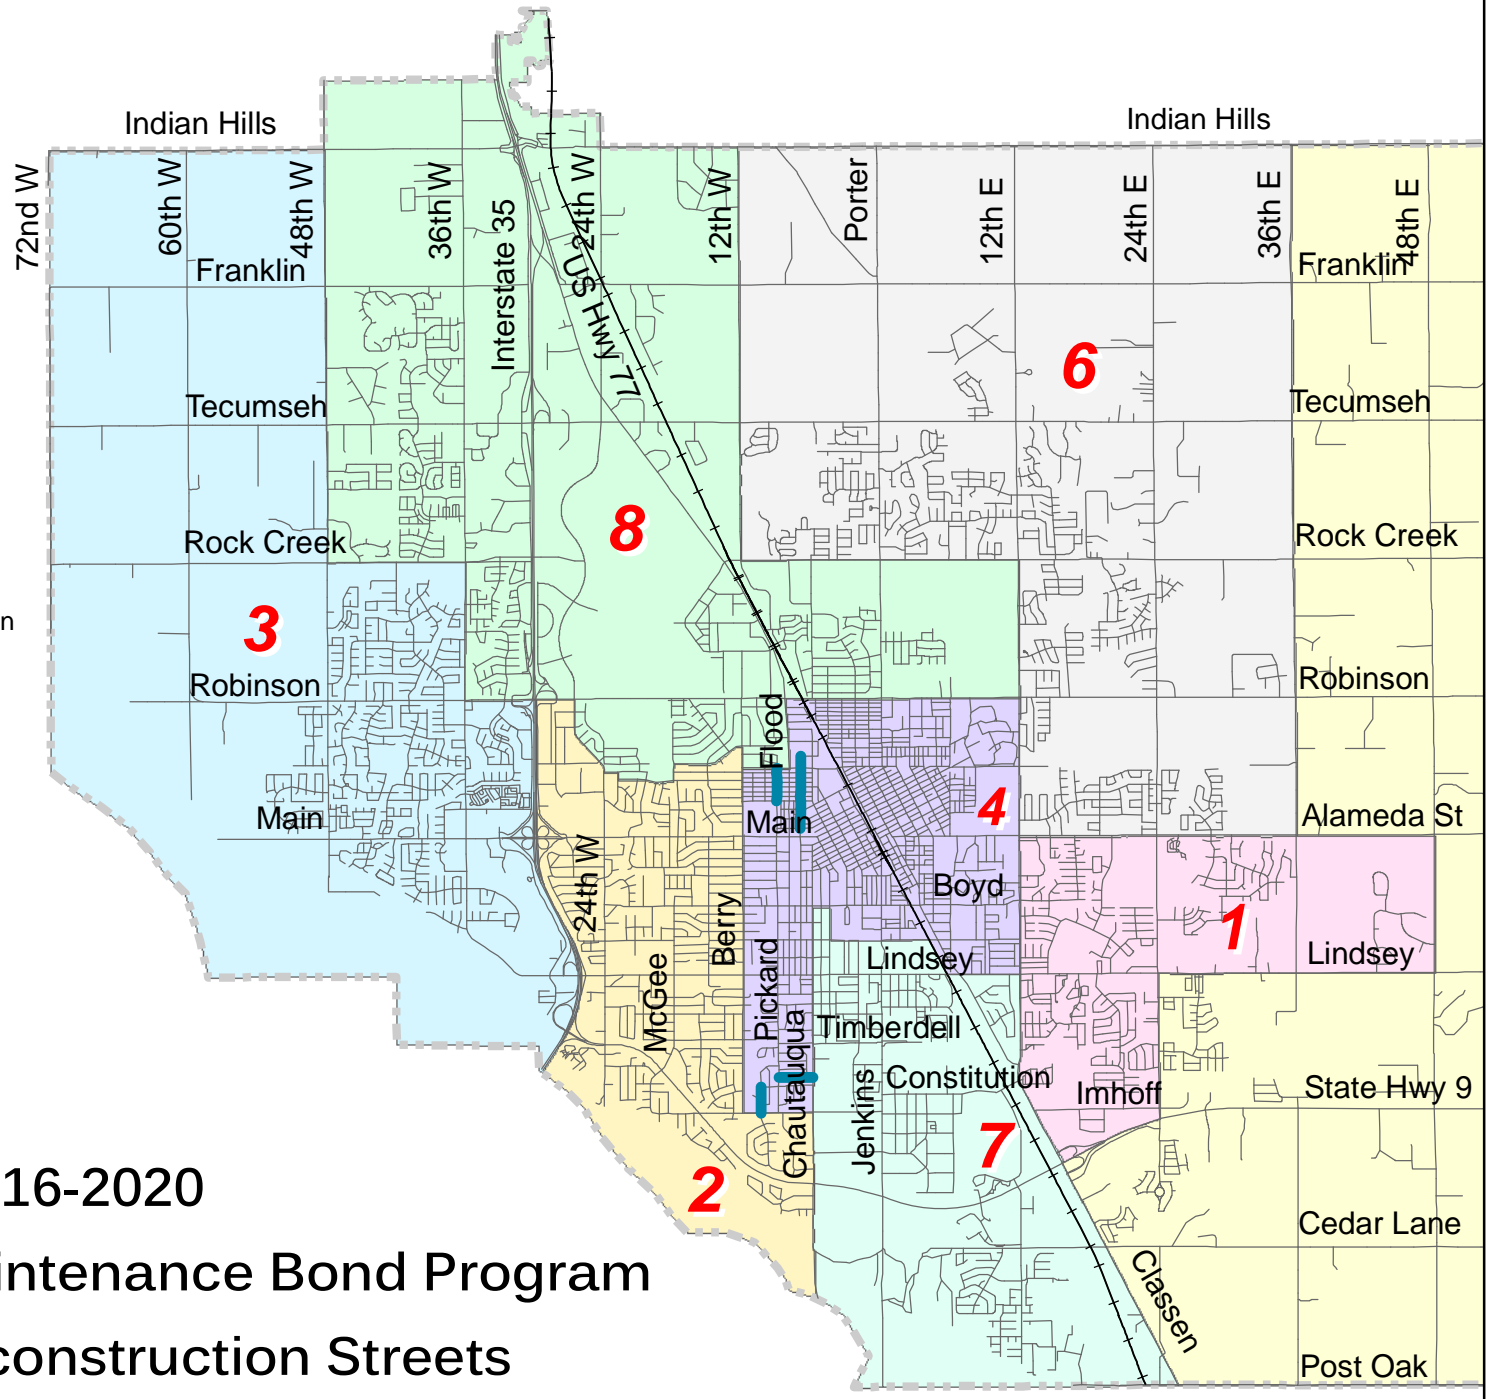 Indian Hills
Indian Hills
72nd W
60th W
48th W
36th W
Interstate 35
24th W
US Hwy 77
12th W
Porter
12th E
24th E
36th E
48th E
Franklin
Franklin
6
Tecumseh
Tecumseh
8
Rock Creek
Rock Creek
n
3
Robinson
Robinson
Flood
4
Main
Main
Alameda St
24th W
Berry
Boyd
1
Pickard
Lindsey
Lindsey
McGee
Chautauqua
Timberdell
Jenkins
Constitution
Imhoff
State Hwy 9
7
2
16-2020
Cedar Lane
intenance Bond Program
Classen
construction Streets
Post Oak